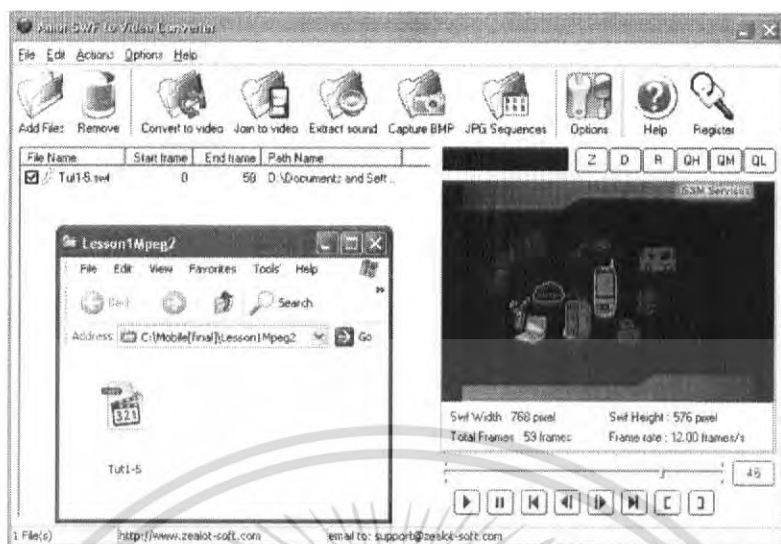 Anior SWF to Video Converter
File Edit Actions Options Help
Add Files Remove Convert to video Join to video Extract sound Capture BMP JPG Sequences Options Help Register
File Name Start frame End frame Path Name
Tut1-5.swf 0 58 D:\Documents and Sett...
Z D R QH QM QL
GSM Services
Lesson1Mpeg2
File Edit View Favorites Tools Help
Back Search
Address C:\Mobile[final]\Lesson1Mpeg2 Go
321
Tut1-5
Swf Width 768 pixel Swf Height : 576 pixel
Total Frames 59 frames Frame rate : 12.00 frames/s
46
1 File(s) http://www.zealot-soft.com email to: support@zealot-soft.com